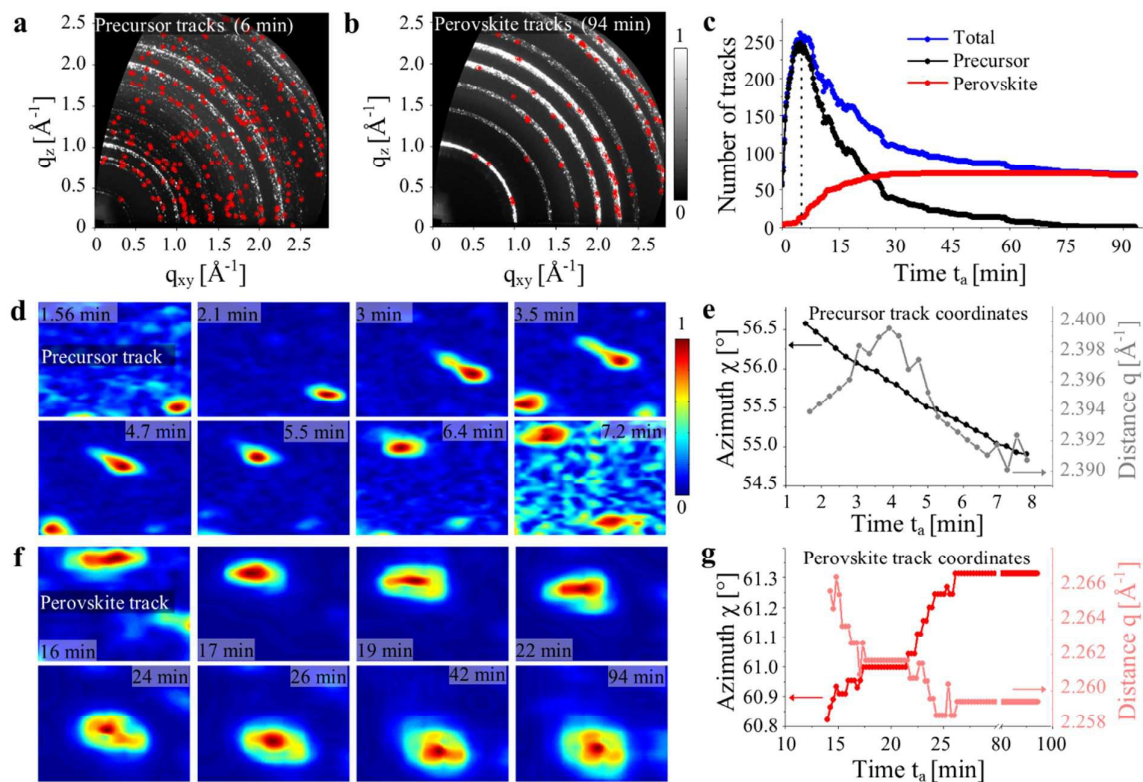 a
Precursor tracks (6 min)
2.5
2.0
1.5
1.0
0.5
0
q_z [Å⁻¹]
0 0.5 1.0 1.5 2.0 2.5
q_xy [Å⁻¹]
b
Perovskite tracks (94 min)
2.5
2.0
1.5
1.0
0.5
0
q_z [Å⁻¹]
0 0.5 1.0 1.5 2.0 2.5
q_xy [Å⁻¹]
1
0
c
Total
Precursor
Perovskite
Number of tracks
250
200
150
100
50
0
0 15 30 45 60 75 90
Time t_a [min]
d
1.56 min
Precursor track
2.1 min
3 min
3.5 min
4.7 min
5.5 min
6.4 min
7.2 min
1
0
e
Precursor track coordinates
Azimuth χ [°]
56.5
56.0
55.5
55.0
54.5
Distance q [Å⁻¹]
2.400
2.398
2.396
2.394
2.392
2.390
1 2 3 4 5 6 7 8
Time t_a [min]
f
Perovskite track
16 min
17 min
19 min
22 min
24 min
26 min
42 min
94 min
g
Perovskite track coordinates
Azimuth χ [°]
61.3
61.2
61.1
61.0
60.9
60.8
Distance q [Å⁻¹]
2.266
2.264
2.262
2.260
2.258
10 15 20 25 80 100
Time t_a [min]